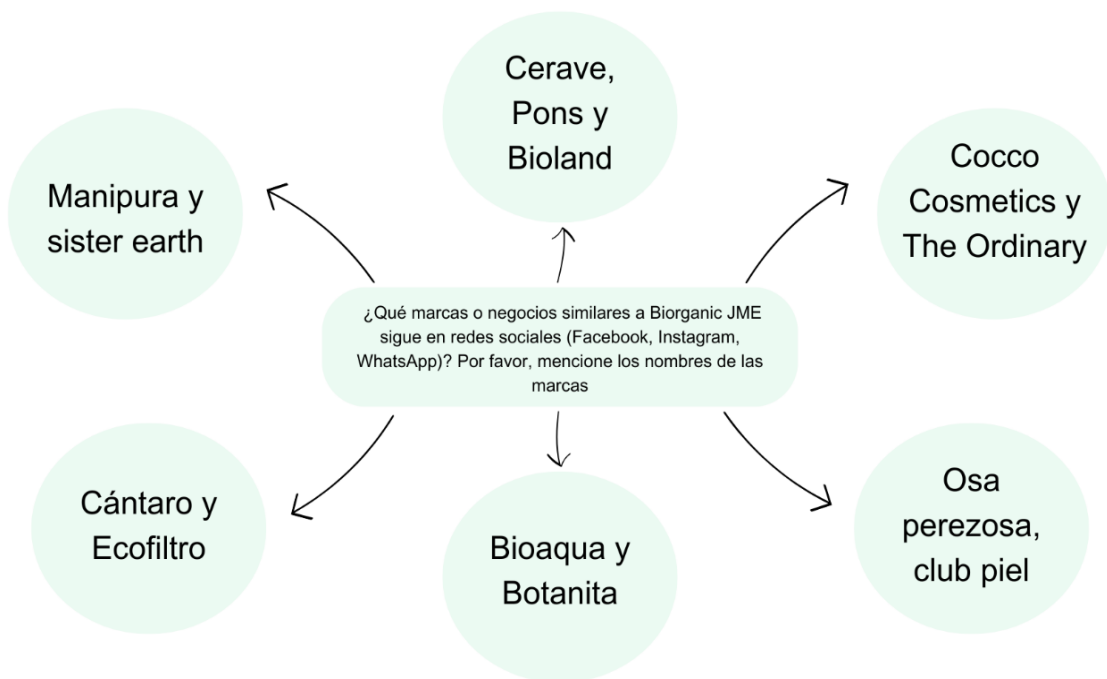 Cerave,
Pons y
Bioland
Manipura y
sister earth
Cocco
Cosmetics y
The Ordinary
¿Qué marcas o negocios similares a Biorganic JME
sigue en redes sociales (Facebook, Instagram,
WhatsApp)? Por favor, mencione los nombres de las
marcas
Cántaro y
Ecofiltro
Bioaqua y
Botanita
Osa
perezosa,
club piel